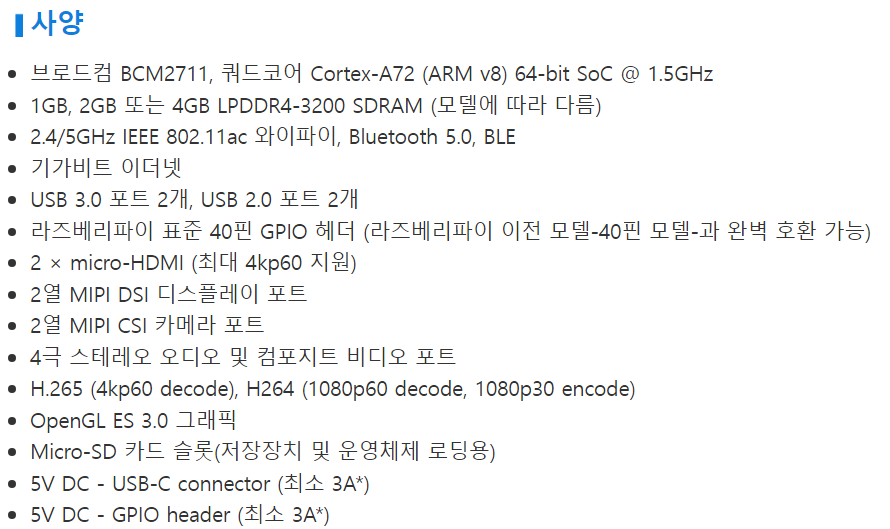 사양
브로드컴 BCM2711, 쿼드코어 Cortex-A72 (ARM v8) 64-bit SoC @ 1.5GHz
1GB, 2GB 또는 4GB LPDDR4-3200 SDRAM (모델에 따라 다름)
2.4/5GHz IEEE 802.11ac 와이파이, Bluetooth 5.0, BLE
기가비트 이더넷
USB 3.0 포트 2개, USB 2.0 포트 2개
라즈베리파이 표준 40핀 GPIO 헤더 (라즈베리파이 이전 모델-40핀 모델-과 완벽 호환 가능)
2 × micro-HDMI (최대 4kp60 지원)
2열 MIPI DSI 디스플레이 포트
2열 MIPI CSI 카메라 포트
4극 스테레오 오디오 및 컴포지트 비디오 포트
H.265 (4kp60 decode), H264 (1080p60 decode, 1080p30 encode)
OpenGL ES 3.0 그래픽
Micro-SD 카드 슬롯(저장장치 및 운영체제 로딩용)
5V DC - USB-C connector (최소 3A*)
5V DC - GPIO header (최소 3A*)